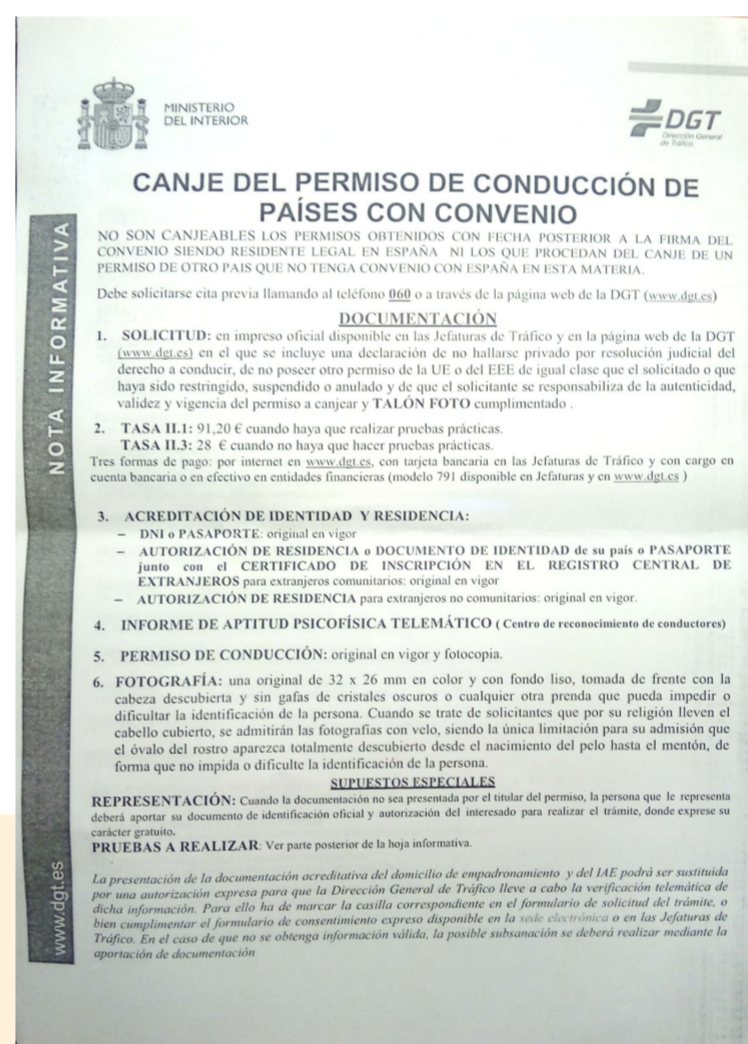 MINISTERIO
DEL INTERIOR
DGT
Dirección General
de Tráfico
CANJE DEL PERMISO DE CONDUCCIÓN DE
PAÍSES CON CONVENIO
NOTA INFORMATIVA
NO SON CANJEABLES LOS PERMISOS OBTENIDOS CON FECHA POSTERIOR A LA FIRMA DEL
CONVENIO SIENDO RESIDENTE LEGAL EN ESPAÑA NI LOS QUE PROCEDAN DEL CANJE DE UN
PERMISO DE OTRO PAIS QUE NO TENGA CONVENIO CON ESPAÑA EN ESTA MATERIA.
Debe solicitarse cita previa llamando al teléfono 060 o a través de la página web de la DGT (www.dgt.es)
DOCUMENTACIÓN
1. SOLICITUD: en impreso oficial disponible en las Jefaturas de Tráfico y en la página web de la DGT
(www.dgt.es) en el que se incluye una declaración de no hallarse privado por resolución judicial del
derecho a conducir, de no poseer otro permiso de la UE o del EEE de igual clase que el solicitado o que
haya sido restringido, suspendido o anulado y de que el solicitante se responsabiliza de la autenticidad,
validez y vigencia del permiso a canjear y TALÓN FOTO cumplimentado .
2. TASA II.1: 91,20 € cuando haya que realizar pruebas prácticas.
TASA II.3: 28 € cuando no haya que hacer pruebas prácticas.
Tres formas de pago: por internet en www.dgt.es, con tarjeta bancaria en las Jefaturas de Tráfico y con cargo en
cuenta bancaria o en efectivo en entidades financieras (modelo 791 disponible en Jefaturas y en www.dgt.es )
3. ACREDITACIÓN DE IDENTIDAD Y RESIDENCIA:
– DNI o PASAPORTE: original en vigor
– AUTORIZACIÓN DE RESIDENCIA o DOCUMENTO DE IDENTIDAD de su país o PASAPORTE
junto con el CERTIFICADO DE INSCRIPCIÓN EN EL REGISTRO CENTRAL DE
EXTRANJEROS para extranjeros comunitarios: original en vigor
– AUTORIZACIÓN DE RESIDENCIA para extranjeros no comunitarios: original en vigor.
4. INFORME DE APTITUD PSICOFÍSICA TELEMÁTICO ( Centro de reconocimiento de conductores)
5. PERMISO DE CONDUCCIÓN: original en vigor y fotocopia.
6. FOTOGRAFÍA: una original de 32 x 26 mm en color y con fondo liso, tomada de frente con la
cabeza descubierta y sin gafas de cristales oscuros o cualquier otra prenda que pueda impedir o
dificultar la identificación de la persona. Cuando se trate de solicitantes que por su religión lleven el
cabello cubierto, se admitirán las fotografías con velo, siendo la única limitación para su admisión que
el óvalo del rostro aparezca totalmente descubierto desde el nacimiento del pelo hasta el mentón, de
forma que no impida o dificulte la identificación de la persona.
SUPUESTOS ESPECIALES
REPRESENTACIÓN: Cuando la documentación no sea presentada por el titular del permiso, la persona que le representa
deberá aportar su documento de identificación oficial y autorización del interesado para realizar el trámite, donde exprese su
carácter gratuito.
PRUEBAS A REALIZAR: Ver parte posterior de la hoja informativa.
La presentación de la documentación acreditativa del domicilio de empadronamiento y del IAE podrá ser sustituida
por una autorización expresa para que la Dirección General de Tráfico lleve a cabo la verificación telemática de
dicha información. Para ello ha de marcar la casilla correspondiente en el formulario de solicitud del trámite, o
bien cumplimentar el formulario de consentimiento expreso disponible en la sede electrónica o en las Jefaturas de
Tráfico. En el caso de que no se obtenga información válida, la posible subsanación se deberá realizar mediante la
aportación de documentación
www.dgt.es